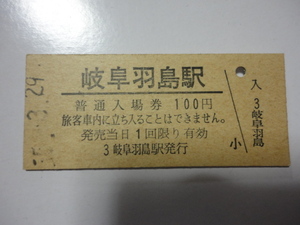 岐阜羽島駅
普通入場券 100円
旅客車内に立ち入ることはできません。
発売当日1回限り有効
3 岐阜羽島駅発行
入
3
岐阜羽島
小